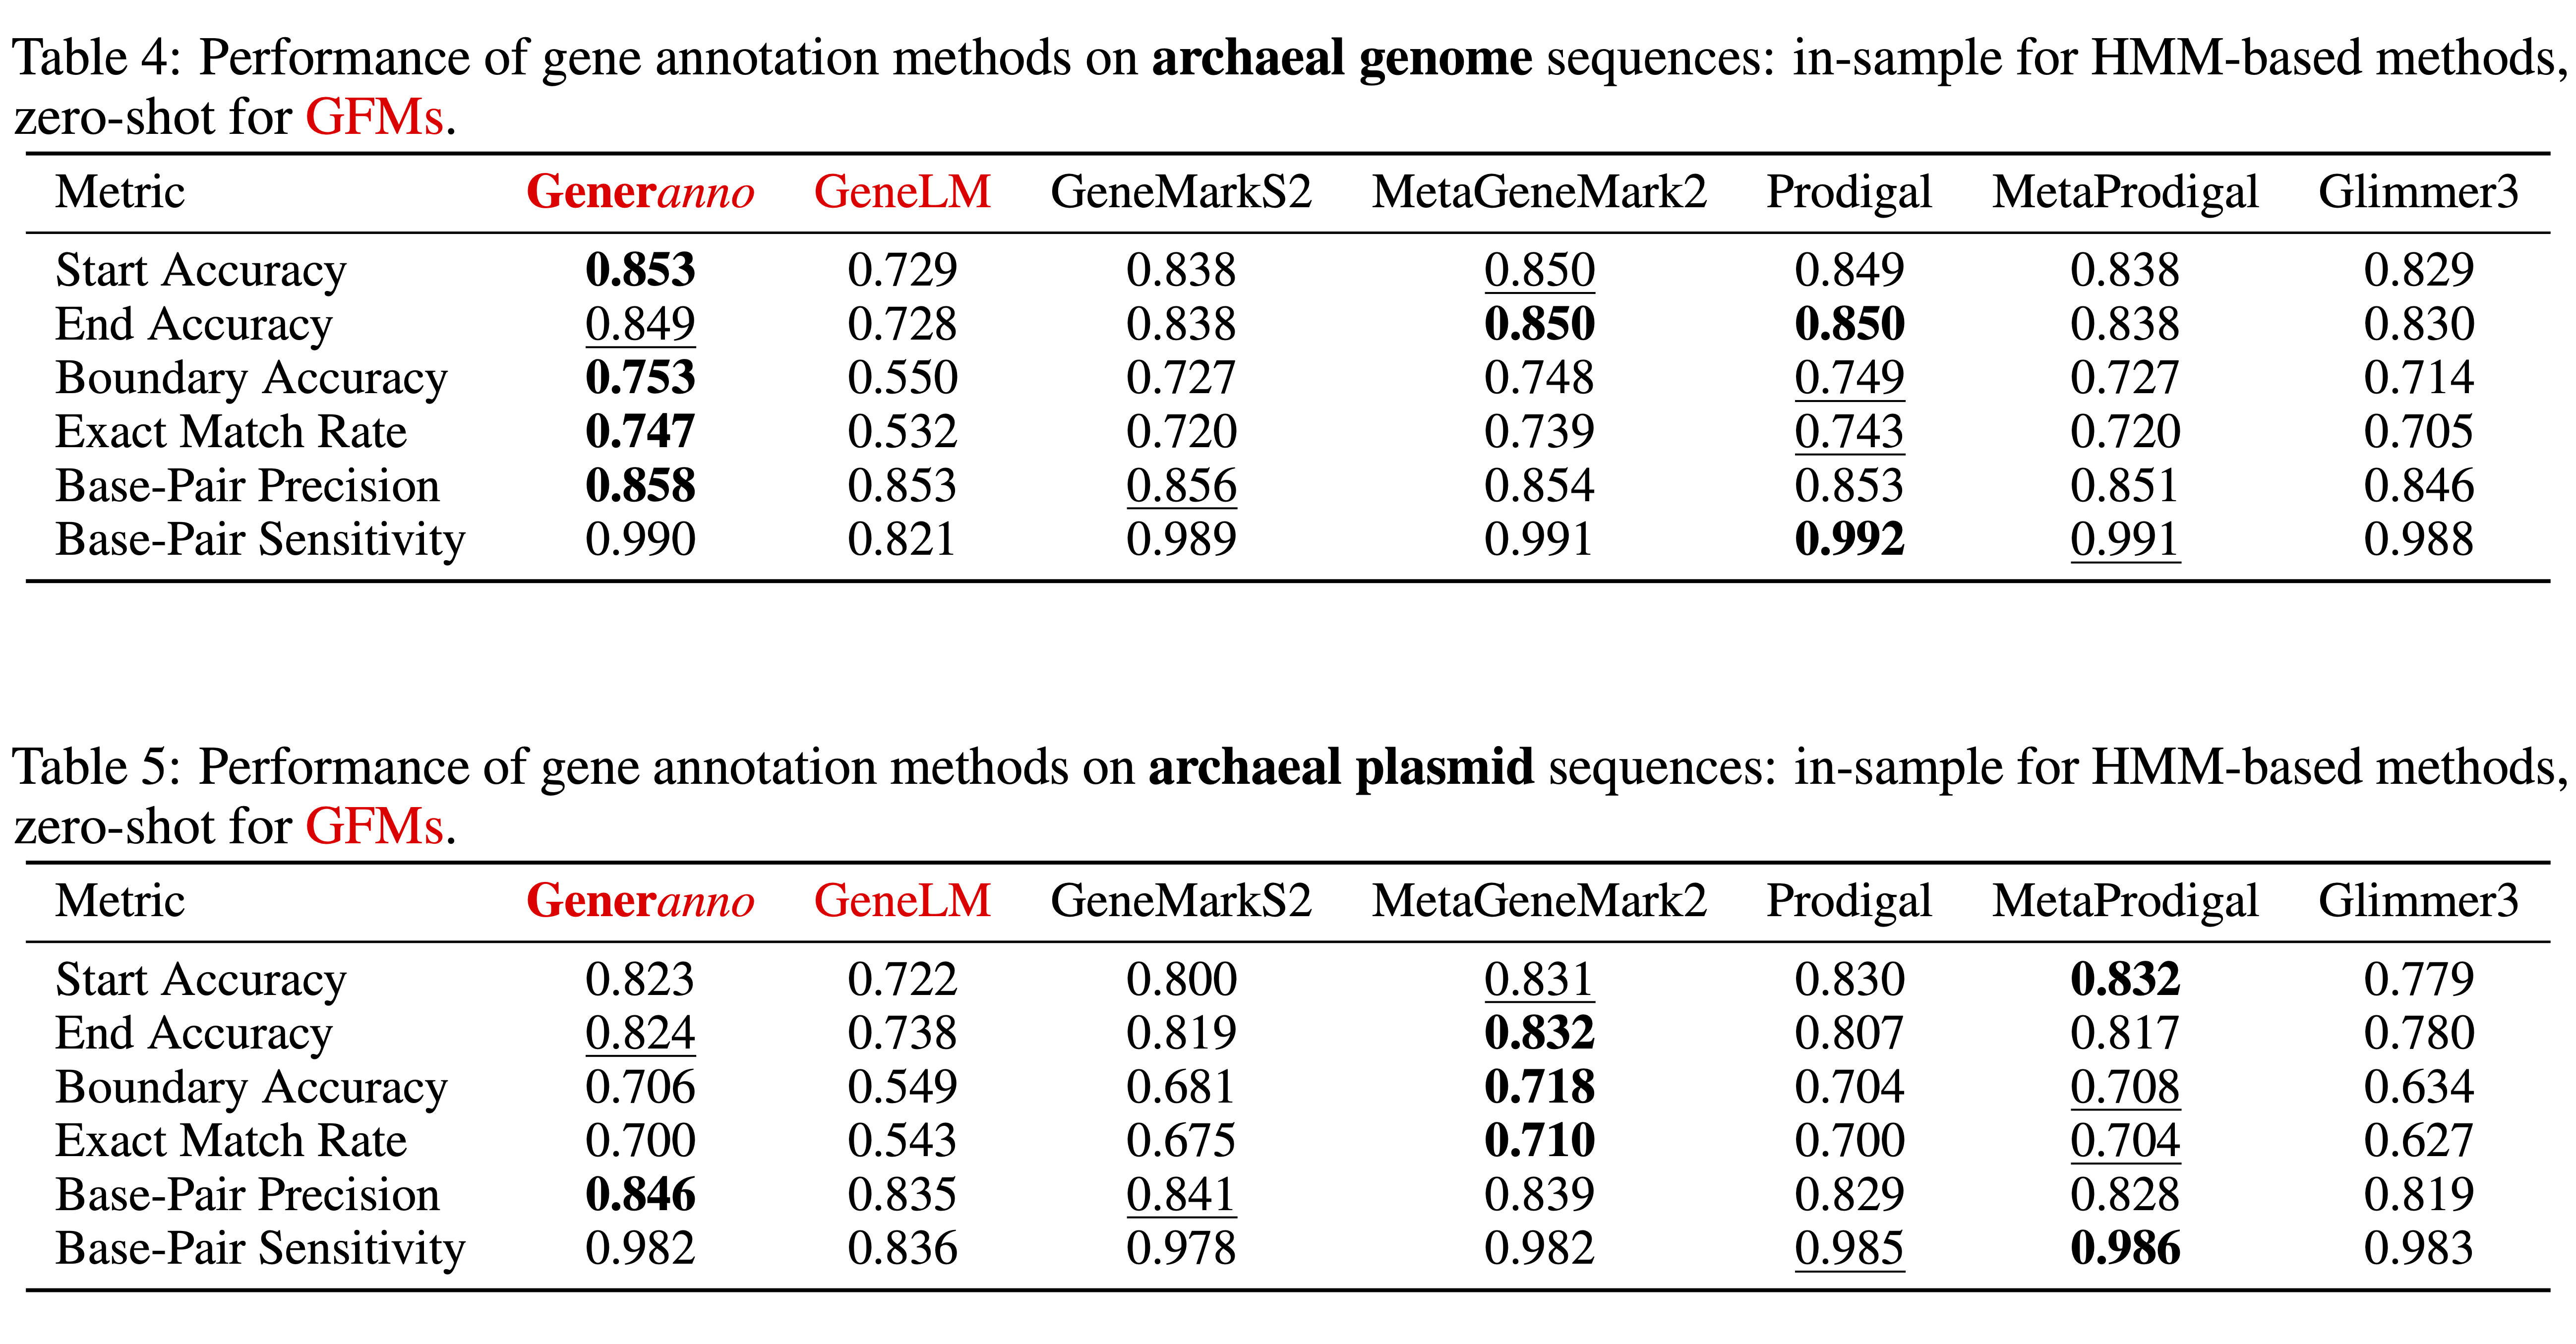 Table 4: Performance of gene annotation methods on archaeal genome sequences: in-sample for HMM-based methods,
zero-shot for GFMs.
Metric Generanno GeneLM GeneMarkS2 MetaGeneMark2 Prodigal MetaProdigal Glimmer3
Start Accuracy 0.853 0.729 0.838 0.850 0.849 0.838 0.829
End Accuracy 0.849 0.728 0.838 0.850 0.850 0.838 0.830
Boundary Accuracy 0.753 0.550 0.727 0.748 0.749 0.727 0.714
Exact Match Rate 0.747 0.532 0.720 0.739 0.743 0.720 0.705
Base-Pair Precision 0.858 0.853 0.856 0.854 0.853 0.851 0.846
Base-Pair Sensitivity 0.990 0.821 0.989 0.991 0.992 0.991 0.988
Table 5: Performance of gene annotation methods on archaeal plasmid sequences: in-sample for HMM-based methods,
zero-shot for GFMs.
Metric Generanno GeneLM GeneMarkS2 MetaGeneMark2 Prodigal MetaProdigal Glimmer3
Start Accuracy 0.823 0.722 0.800 0.831 0.830 0.832 0.779
End Accuracy 0.824 0.738 0.819 0.832 0.807 0.817 0.780
Boundary Accuracy 0.706 0.549 0.681 0.718 0.704 0.708 0.634
Exact Match Rate 0.700 0.543 0.675 0.710 0.700 0.704 0.627
Base-Pair Precision 0.846 0.835 0.841 0.839 0.829 0.828 0.819
Base-Pair Sensitivity 0.982 0.836 0.978 0.982 0.985 0.986 0.983